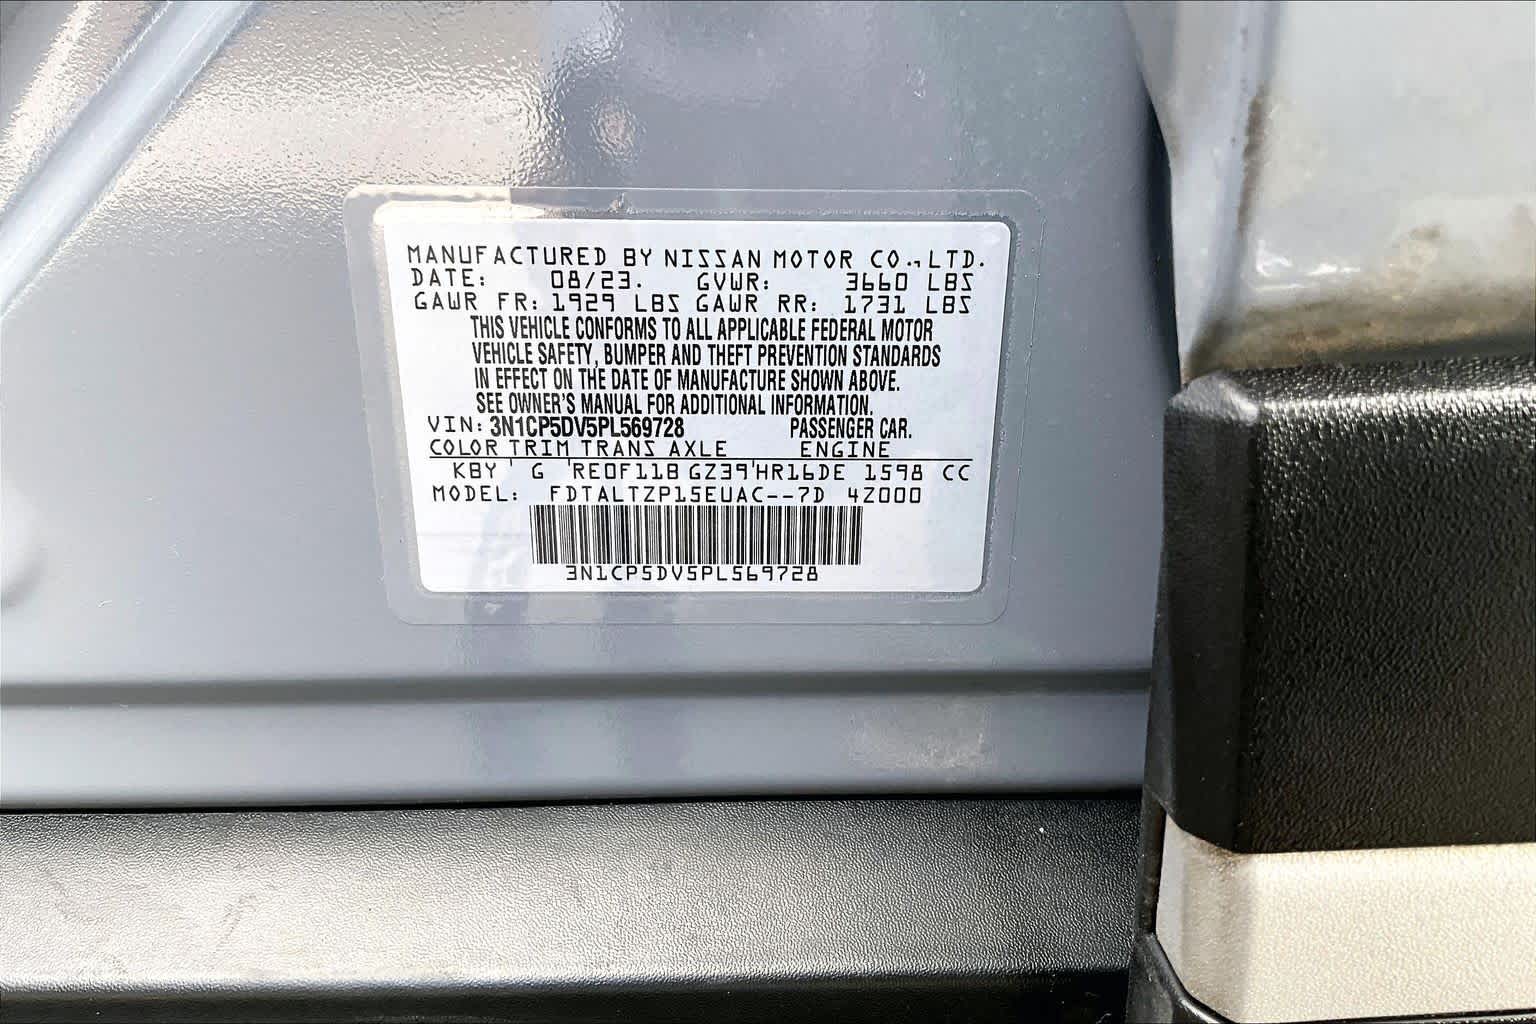 MANUFACTURED BY NISSAN MOTOR CO.,LTD.
DATE: 08/23. GVWR: 3660 LBS
GAWR FR: 1929 LBS GAWR RR: 1731 LBS
THIS VEHICLE CONFORMS TO ALL APPLICABLE FEDERAL MOTOR
VEHICLE SAFETY, BUMPER AND THEFT PREVENTION STANDARDS
IN EFFECT ON THE DATE OF MANUFACTURE SHOWN ABOVE.
SEE OWNER'S MANUAL FOR ADDITIONAL INFORMATION.
VIN: 3N1CP5DV5PL569728 PASSENGER CAR.
COLOR TRIM TRANS AXLE ENGINE
KBY ' G 'RE0F11B GZ39'HR16DE 1598 CC
MODEL: FDTALTZP15EUAC--7D 4Z000
3N1CP5DV5PL569728